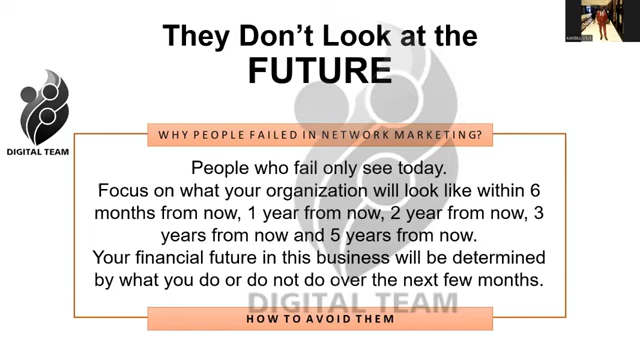 They Don't Look at the
FUTURE
DIGITAL TEAM
WHY PEOPLE FAILED IN NETWORK MARKETING?
People who fail only see today.
Focus on what your organization will look like within 6
months from now, 1 year from now, 2 year from now, 3
years from now and 5 years from now.
Your financial future in this business will be determined
by what you do or do not do over the next few months.
DIGITAL TEAM
HOW TO AVOID THEM